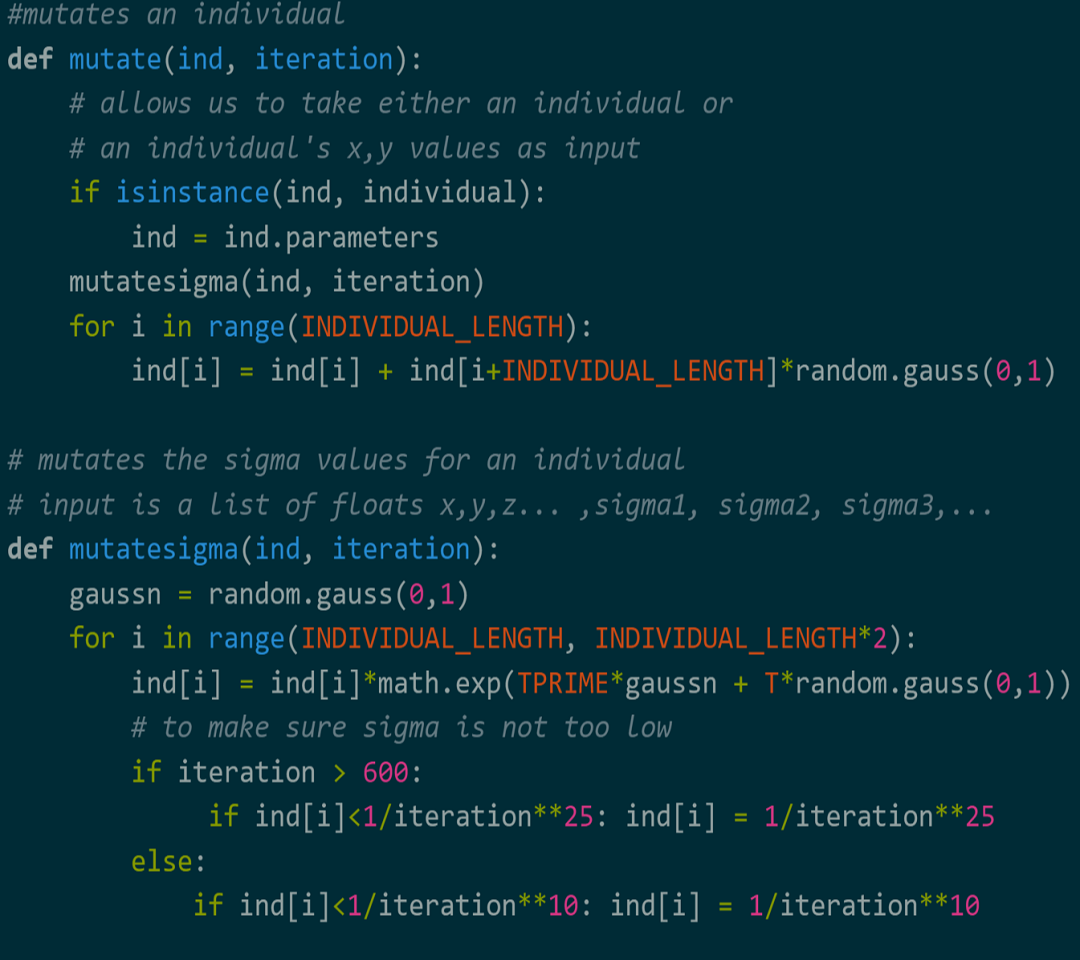 #mutates an individual
def mutate(ind, iteration):
    # allows us to take either an individual or
    # an individual's x,y values as input
    if isinstance(ind, individual):
        ind = ind.parameters
    mutatesigma(ind, iteration)
    for i in range(INDIVIDUAL_LENGTH):
        ind[i] = ind[i] + ind[i+INDIVIDUAL_LENGTH]*random.gauss(0,1)

# mutates the sigma values for an individual
# input is a list of floats x,y,z... ,sigma1, sigma2, sigma3,...
def mutatesigma(ind, iteration):
    gaussn = random.gauss(0,1)
    for i in range(INDIVIDUAL_LENGTH, INDIVIDUAL_LENGTH*2):
        ind[i] = ind[i]*math.exp(TPRIME*gaussn + T*random.gauss(0,1))
        # to make sure sigma is not too low
        if iteration > 600:
             if ind[i]<1/iteration**25: ind[i] = 1/iteration**25
        else:
            if ind[i]<1/iteration**10: ind[i] = 1/iteration**10